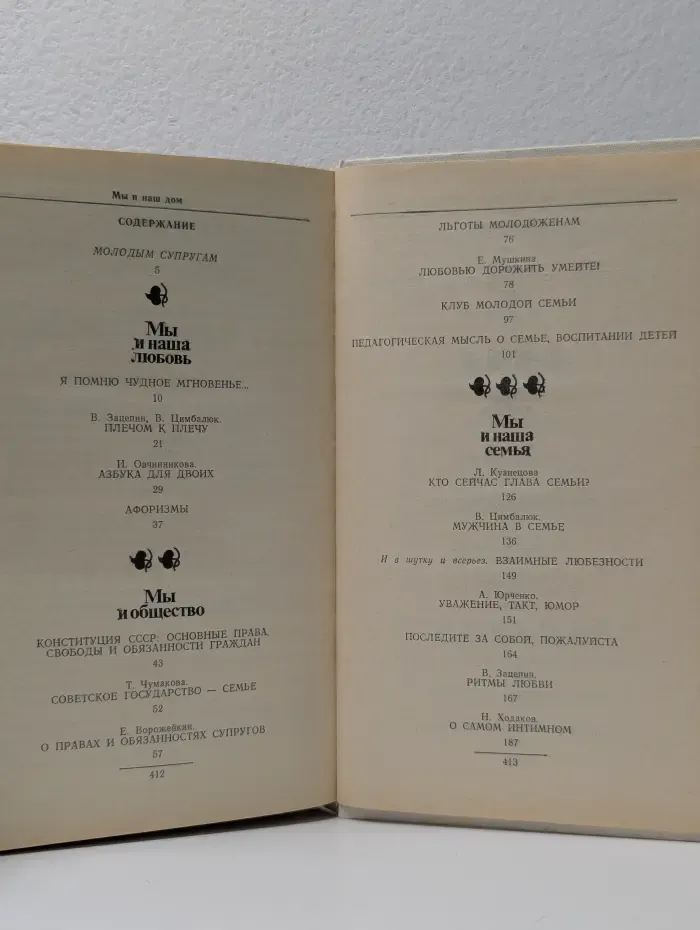 Мы и наш дом
СОДЕРЖАНИЕ
МОЛОДЫМ СУПРУГАМ
5
Мы
и наша
любовь
Я ПОМНЮ ЧУДНОЕ МГНОВЕНЬЕ...
10
В. Зацепин, В. Цимбалюк.
ПЛЕЧОМ К ПЛЕЧУ
21
И. Овчинникова.
АЗБУКА ДЛЯ ДВОИХ
29
АФОРИЗМЫ
37
Мы
и общество
КОНСТИТУЦИЯ СССР: ОСНОВНЫЕ ПРАВА,
СВОБОДЫ И ОБЯЗАННОСТИ ГРАЖДАН
43
Т. Чумакова.
СОВЕТСКОЕ ГОСУДАРСТВО — СЕМЬЕ
52
Е. Ворожейкин.
О ПРАВАХ И ОБЯЗАННОСТЯХ СУПРУГОВ
57
412
ЛЬГОТЫ МОЛОДОЖЕНАМ
76
Е. Мушкина
ЛЮБОВЬЮ ДОРОЖИТЬ УМЕЙТЕ!
78
КЛУБ МОЛОДОЙ СЕМЬИ
97
ПЕДАГОГИЧЕСКАЯ МЫСЛЬ О СЕМЬЕ, ВОСПИТАНИИ ДЕТЕЙ
101
Мы
и наша
семья
Л. Кузнецова
КТО СЕЙЧАС ГЛАВА СЕМЬИ?
126
В. Цимбалюк.
МУЖЧИНА В СЕМЬЕ
136
И в шутку и всерьез. ВЗАИМНЫЕ ЛЮБЕЗНОСТИ
149
А. Юрченко.
УВАЖЕНИЕ, ТАКТ, ЮМОР
151
ПОСЛЕДИТЕ ЗА СОБОЙ, ПОЖАЛУЙСТА
164
В. Зацепин.
РИТМЫ ЛЮБВИ
167
Н. Ходаков.
О САМОМ ИНТИМНОМ
187
413